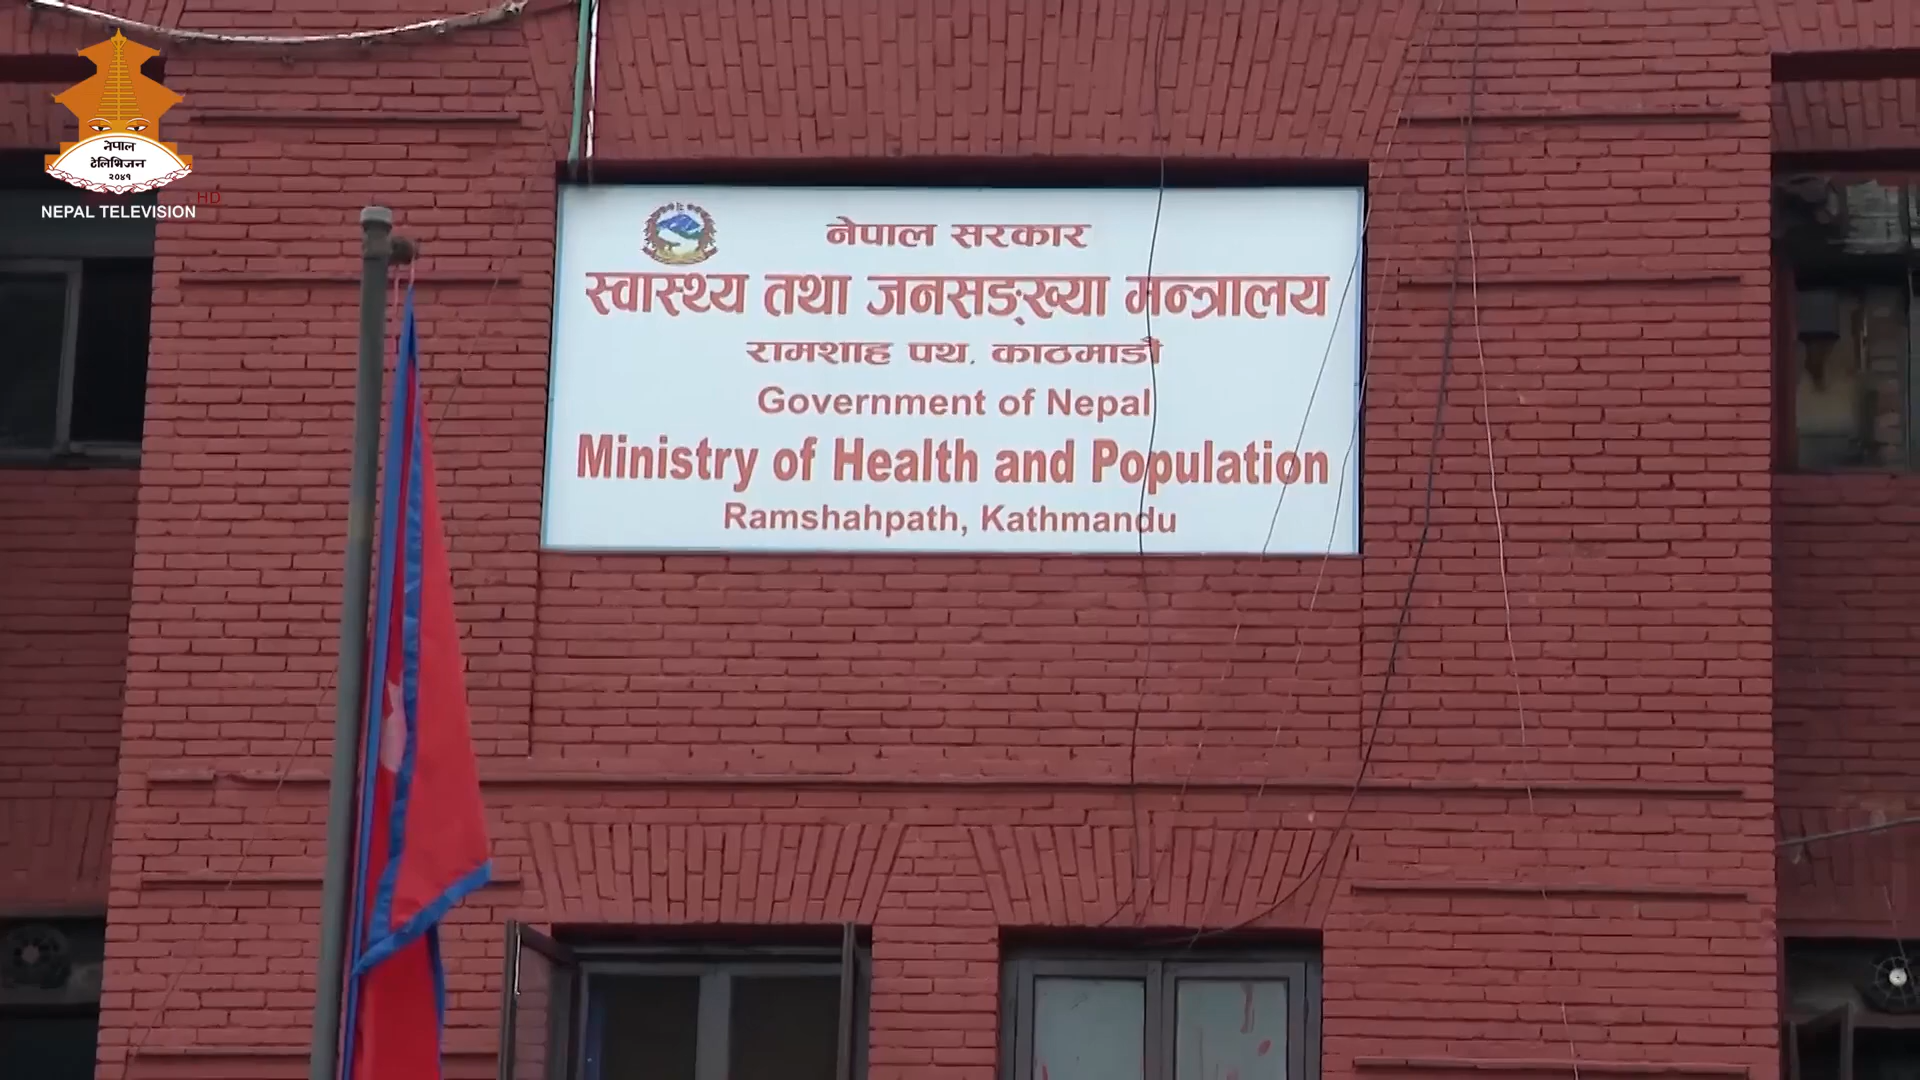 नेपाल
टेलिभिजन
२०४१
HD
NEPAL TELEVISION
नेपाल सरकार
स्वास्थ्य तथा जनसङ्ख्या मन्त्रालय
रामशाह पथ, काठमाडौं
Government of Nepal
Ministry of Health and Population
Ramshahpath, Kathmandu